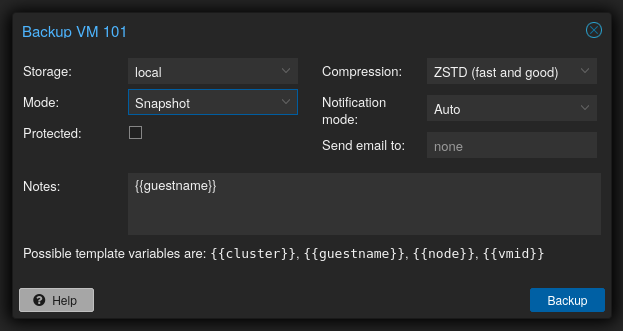 Backup VM 101
Storage: local
Compression: ZSTD (fast and good)
Mode: Snapshot
Notification mode: Auto
Protected:
Send email to: none
Notes: {{guestname}}
Possible template variables are: {{cluster}}, {{guestname}}, {{node}}, {{vmid}}
? Help
Backup